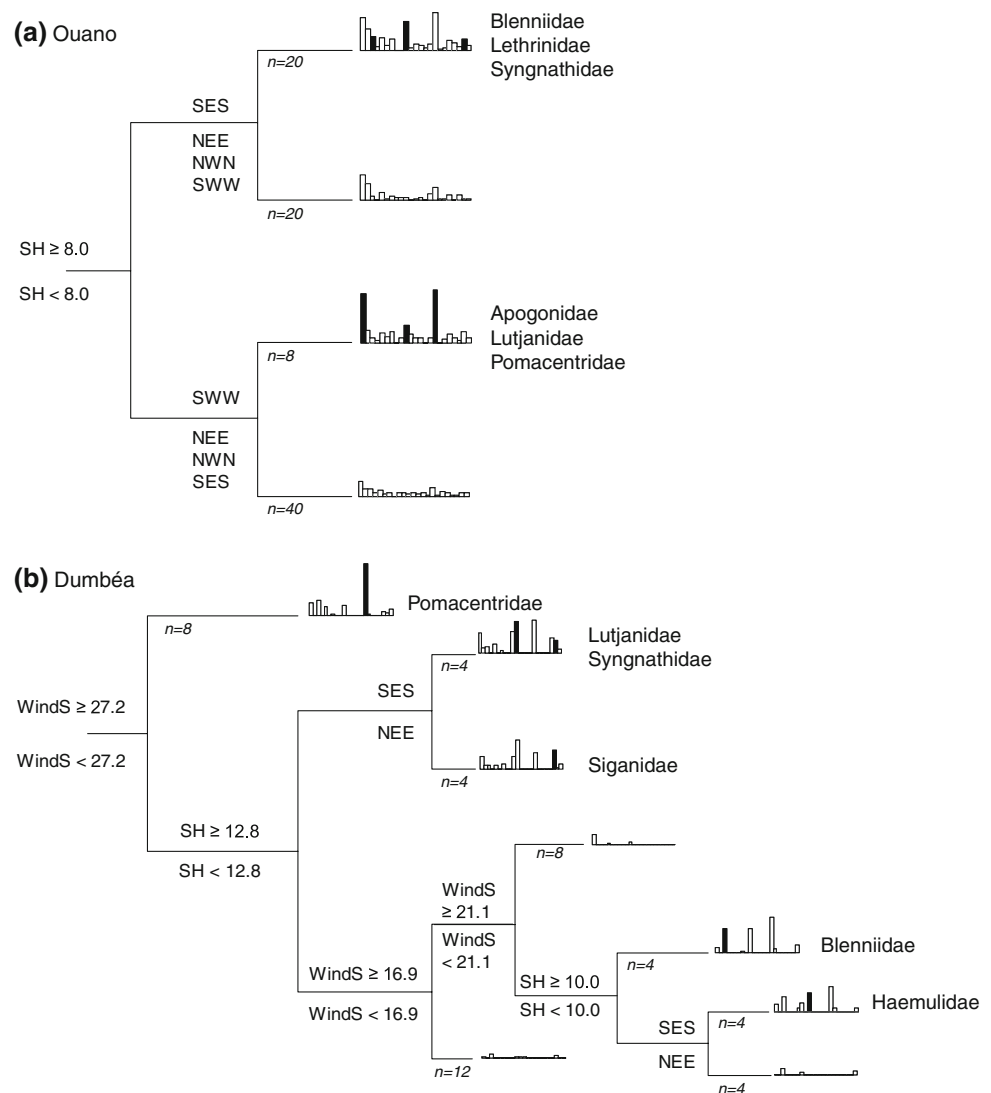 (a) Ouano
Blenniidae
Lethrinidae
Syngnathidae
n=20
SES
NEE
NWN
SWW
n=20
SH ≥ 8.0
SH < 8.0
Apogonidae
Lutjanidae
Pomacentridae
n=8
SWW
NEE
NWN
SES
n=40
(b) Dumbéa
Pomacentridae
n=8
Lutjanidae
Syngnathidae
n=4
SES
NEE
WindS ≥ 27.2
WindS < 27.2
Siganidae
n=4
SH ≥ 12.8
SH < 12.8
n=8
WindS
≥ 21.1
WindS
< 21.1
Blenniidae
n=4
WindS ≥ 16.9
WindS < 16.9
SH ≥ 10.0
SH < 10.0
Haemulidae
n=4
SES
NEE
n=12
n=4